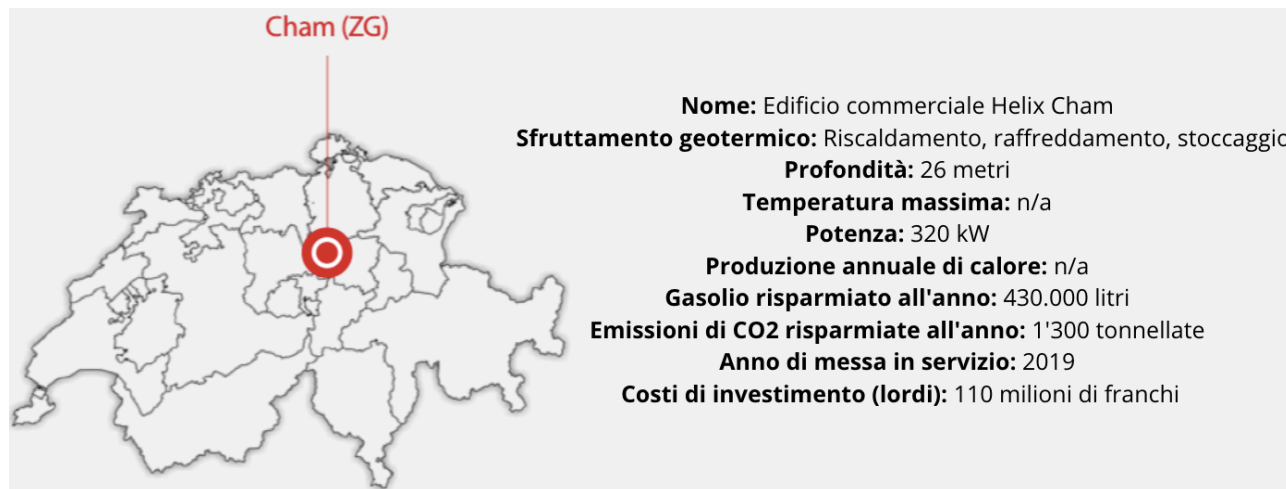 Cham (ZG)
Nome: Edificio commerciale Helix Cham
Sfruttamento geotermico: Riscaldamento, raffreddamento, stoccaggio
Profondità: 26 metri
Temperatura massima: n/a
Potenza: 320 kW
Produzione annuale di calore: n/a
Gasolio risparmiato all'anno: 430.000 litri
Emissioni di CO2 risparmiate all'anno: 1'300 tonnellate
Anno di messa in servizio: 2019
Costi di investimento (lordi): 110 milioni di franchi